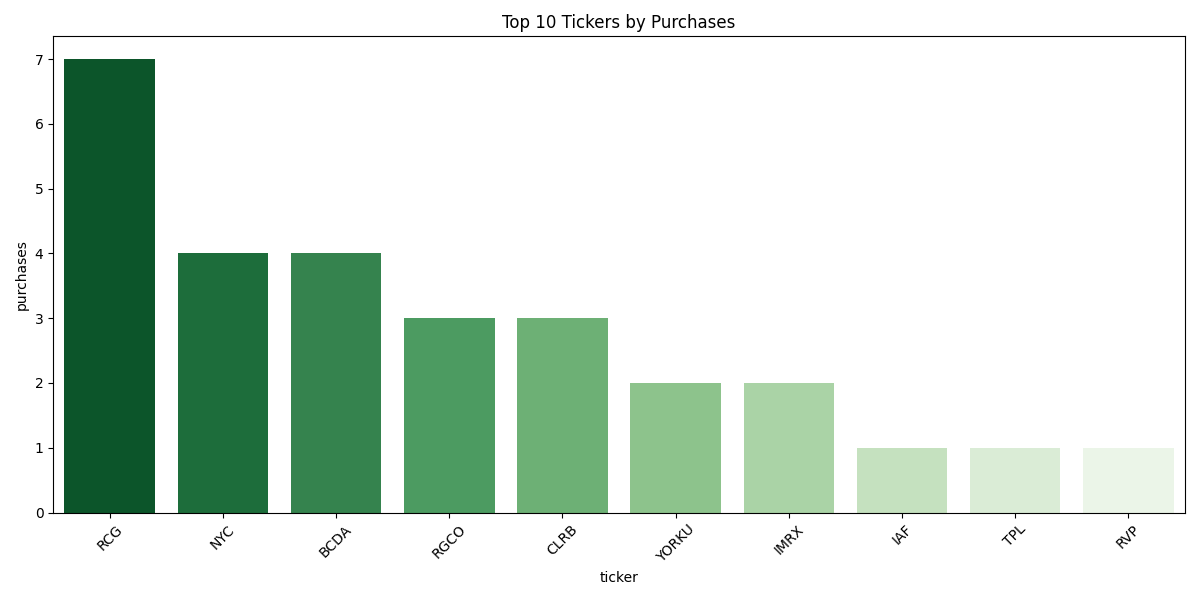 Top 10 Tickers by Purchases
purchases
7
6
5
4
3
2
1
0
RCG NYC BCDA RGCO CLRB YORKU IMRX IAF TPL RVP
ticker